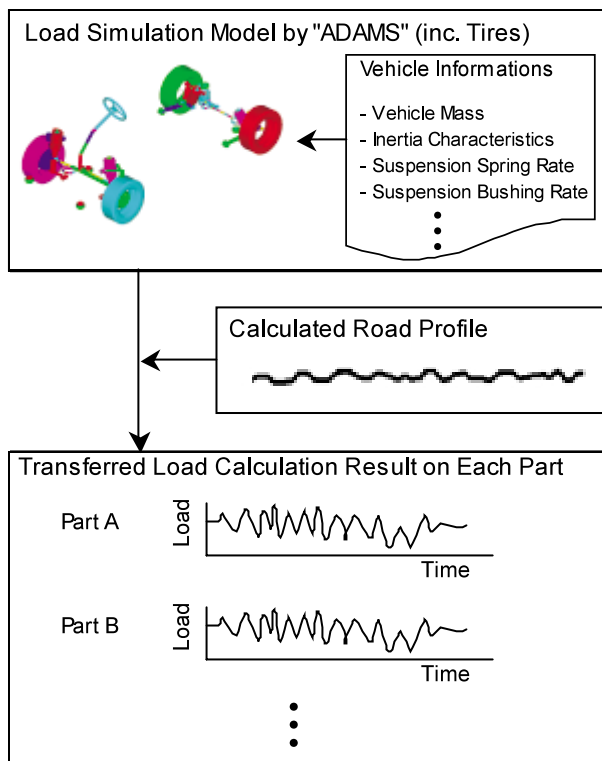 Load Simulation Model by "ADAMS" (inc. Tires)
Vehicle Informations
- Vehicle Mass
- Inertia Characteristics
- Suspension Spring Rate
- Suspension Bushing Rate
Calculated Road Profile
Transferred Load Calculation Result on Each Part
Part A
Load
Time
Part B
Load
Time